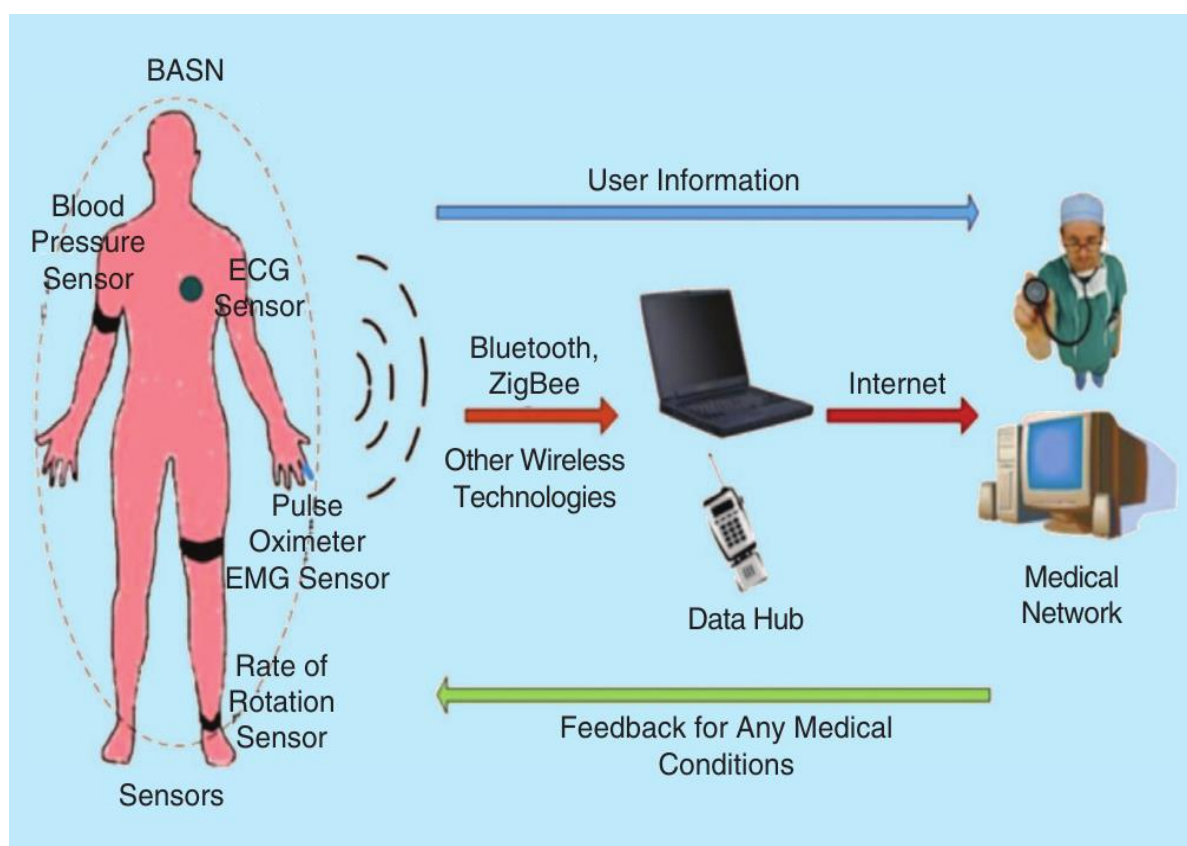 BASN
Blood
Pressure
Sensor
ECG
Sensor
Pulse
Oximeter
EMG Sensor
Rate of
Rotation
Sensor
Sensors
User Information
Bluetooth,
ZigBee
Other Wireless
Technologies
Internet
Data Hub
Medical
Network
Feedback for Any Medical
Conditions